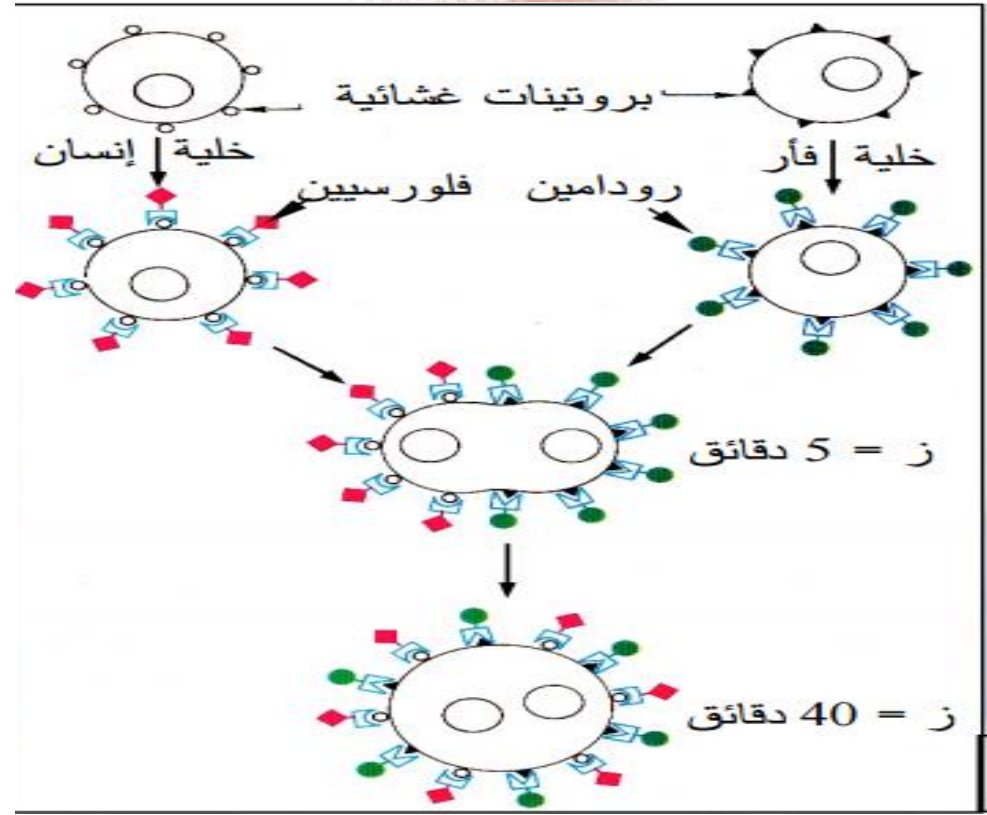 بروتينات غشائية
خلية فأر
خلية إنسان
رودامين
فلورسيين
ز = 5 دقائق
ز = 40 دقائق